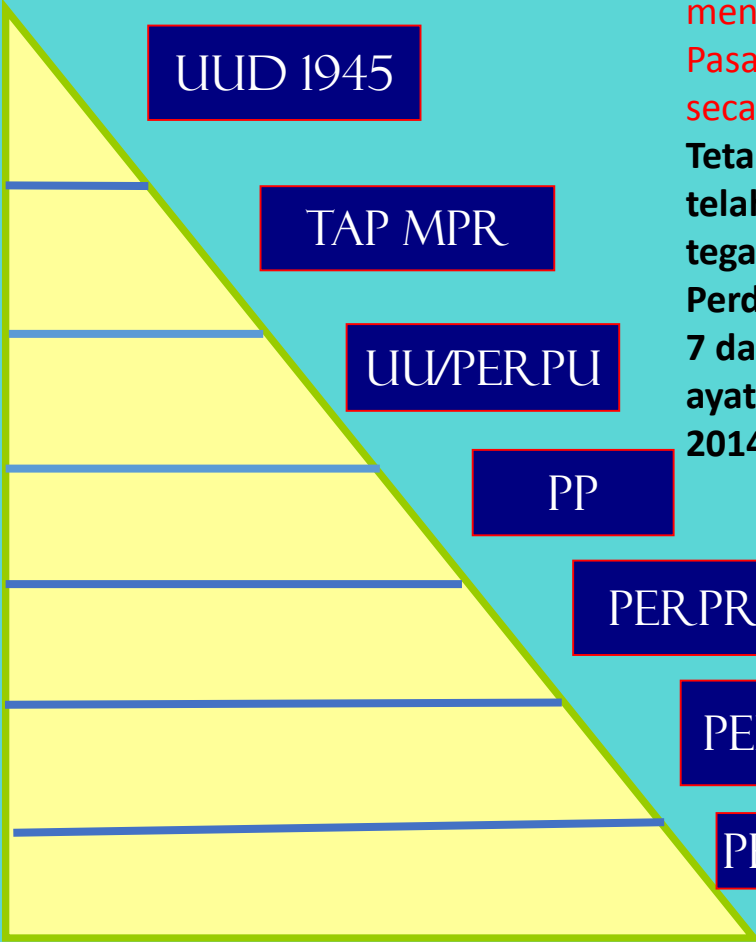 UUD 1945
TAP MPR
UU/PERPU
PP
PERPR
PE
men
Pasa
seca
Teta
tela
tega
Perd
7 da
ayat
2014